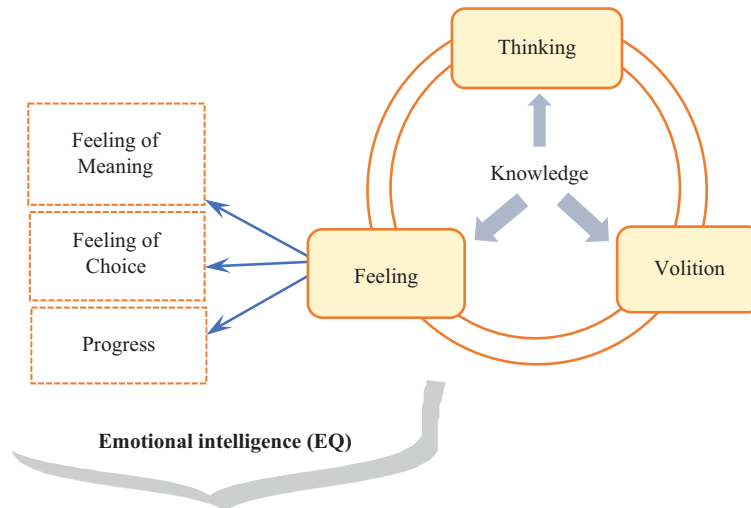 Thinking
Feeling of
Meaning
Knowledge
Feeling of
Choice
Feeling
Volition
Progress
Emotional intelligence (EQ)